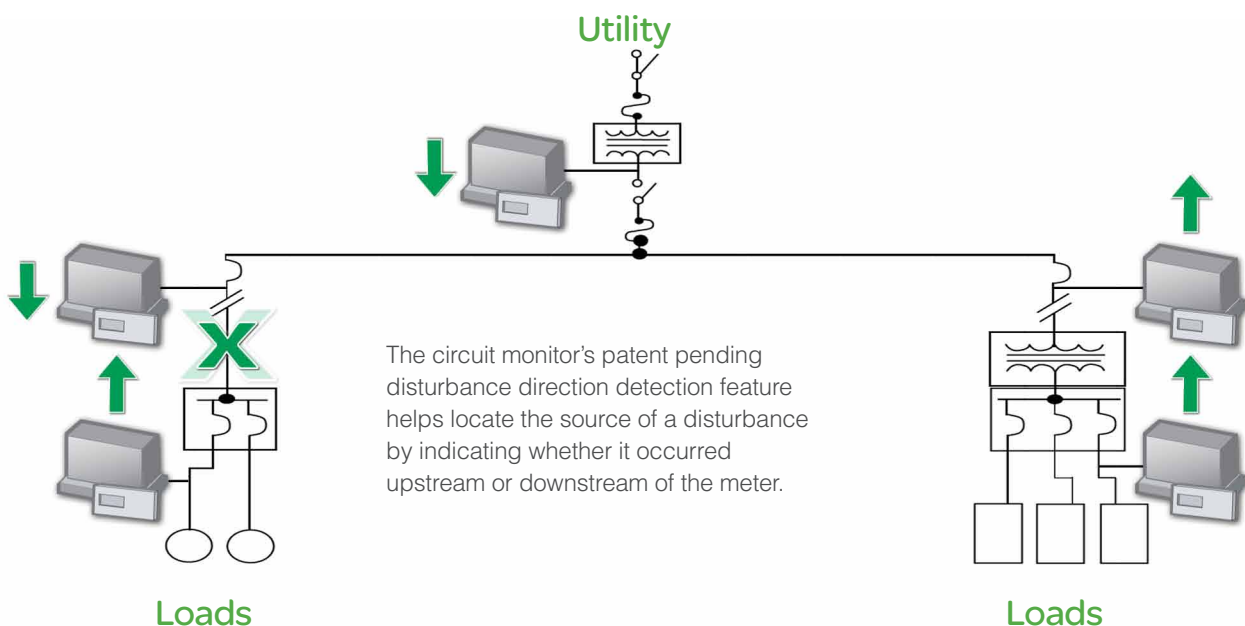 Utility
The circuit monitor’s patent pending
disturbance direction detection feature
helps locate the source of a disturbance
by indicating whether it occurred
upstream or downstream of the meter.
Loads
Loads